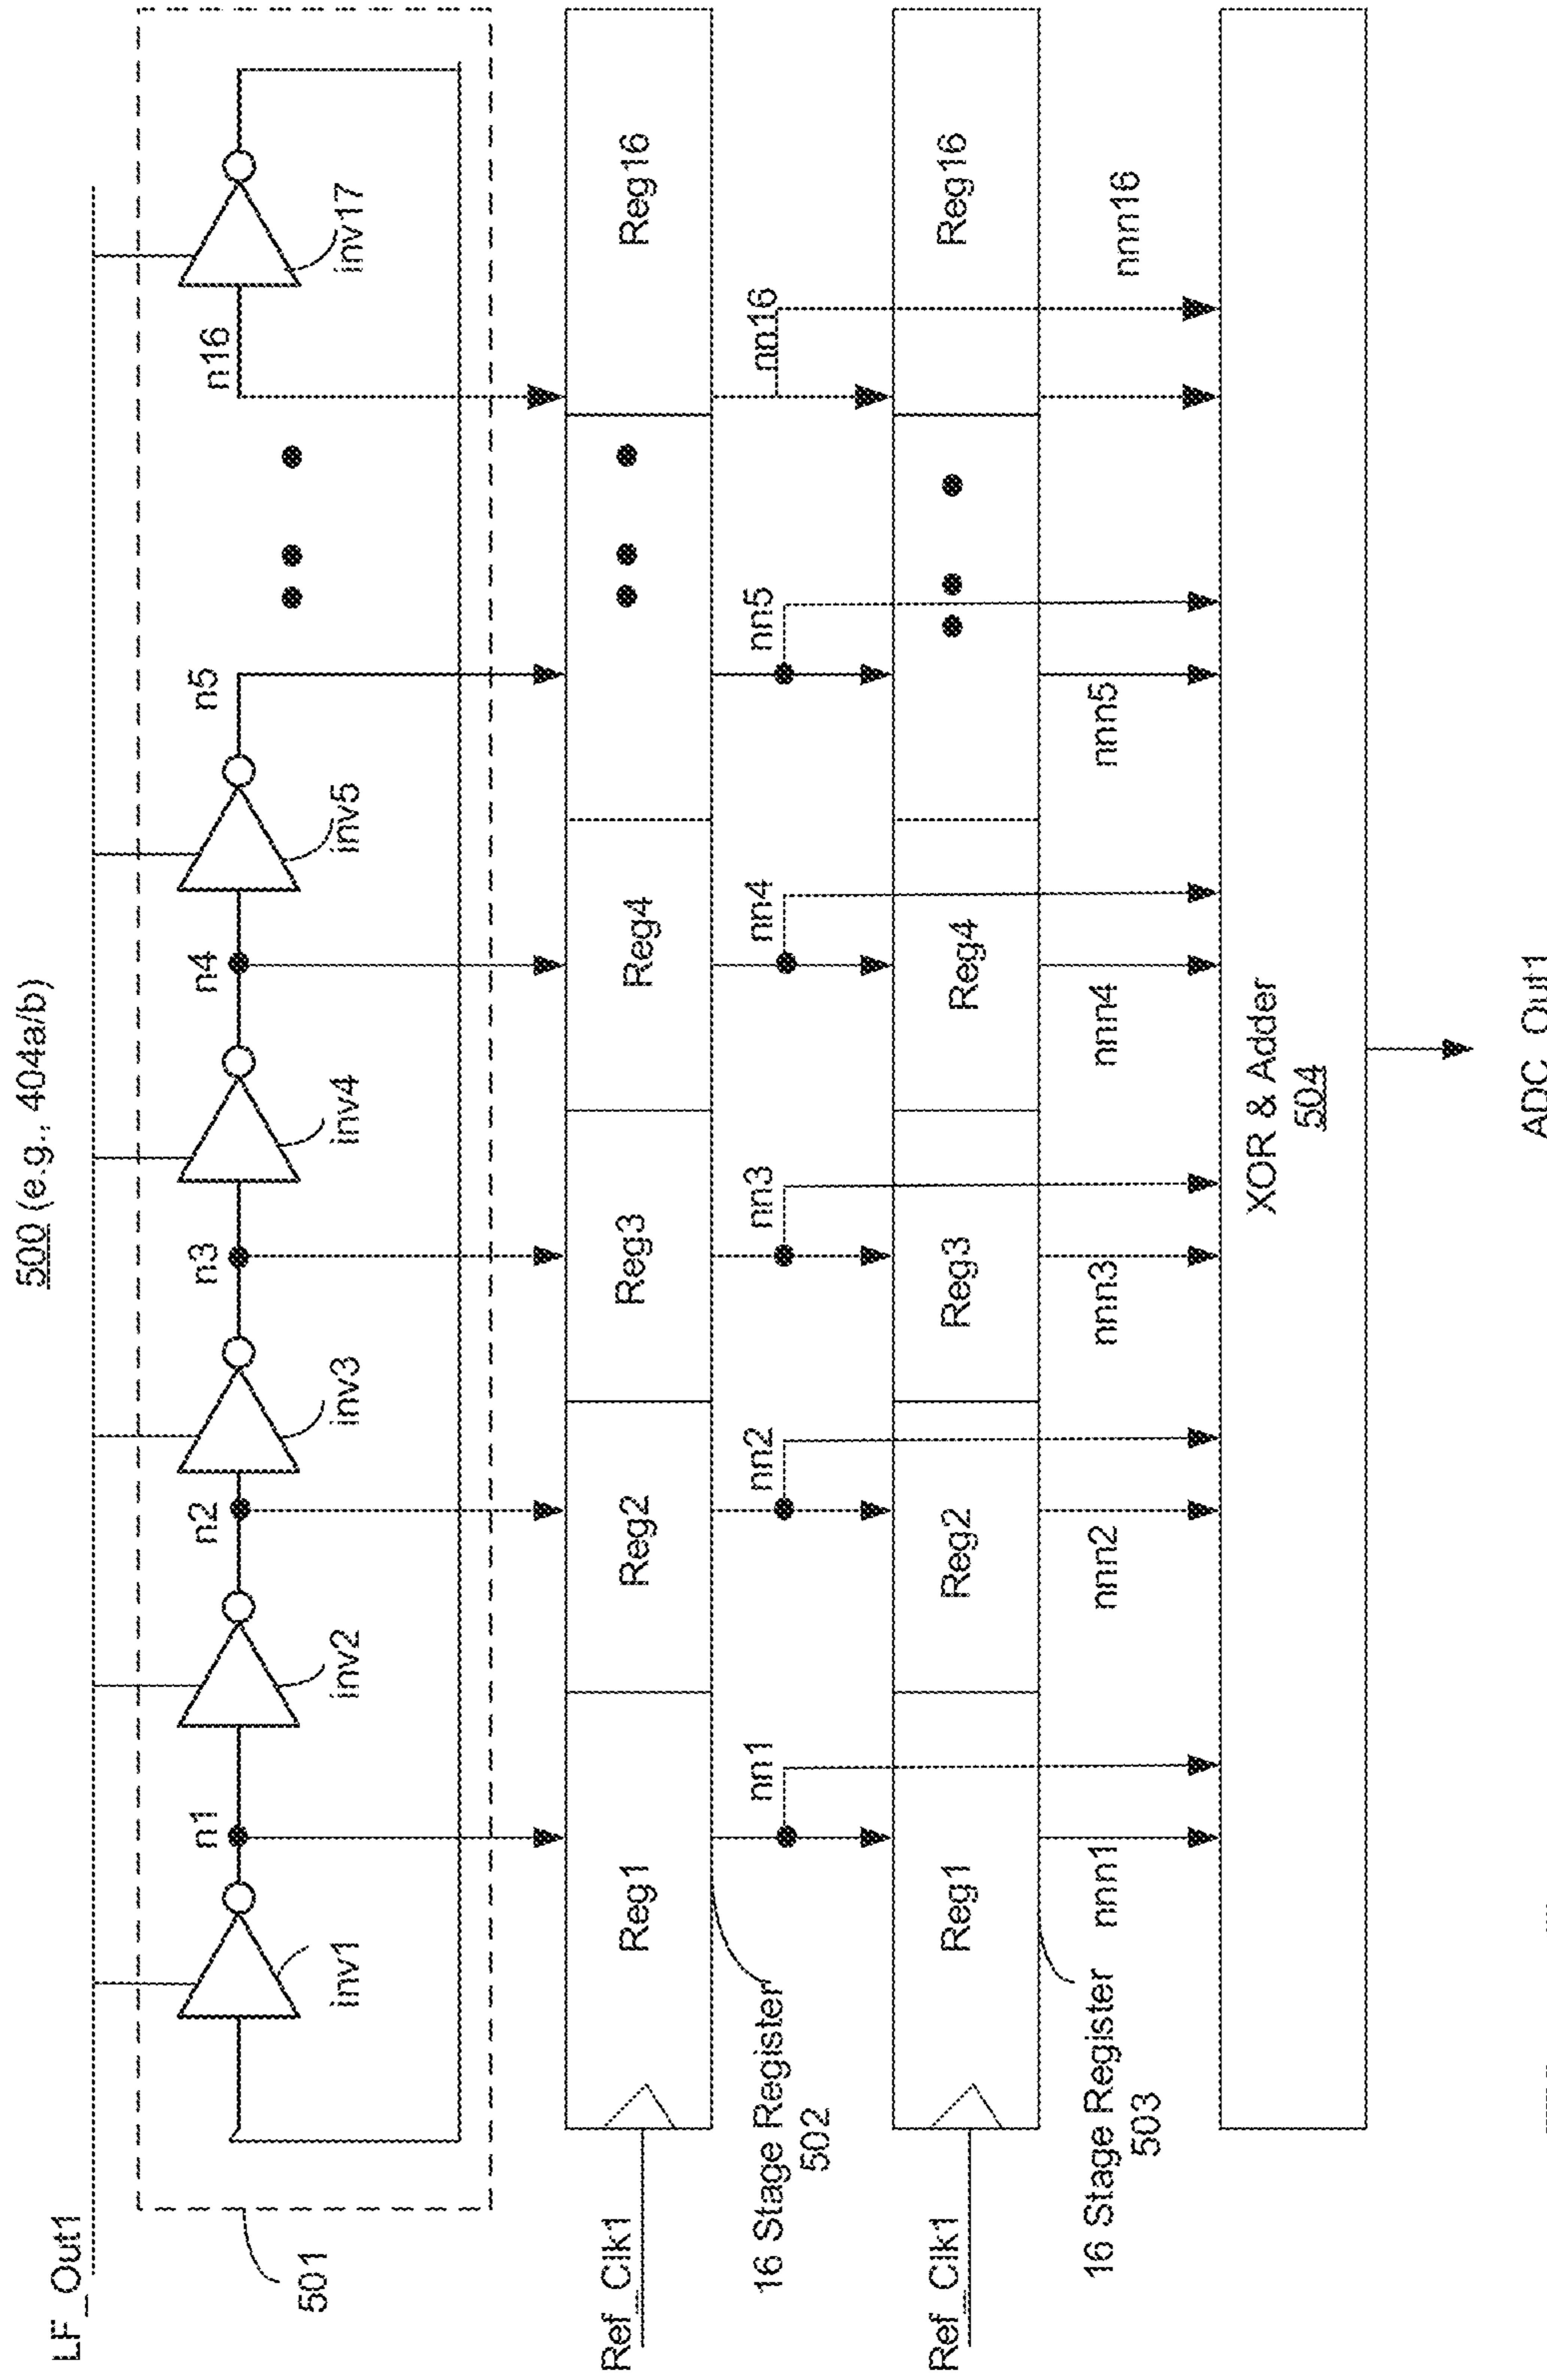 500 (e.g., 404a/b)
LF_Out1
501
n1
n2
n3
n4
n5
n16
inv1
inv2
inv3
inv4
inv5
inv17
Ref_Clk1
Reg1
Reg2
Reg3
Reg4
Reg16
16 Stage Register
502
nn1
nn2
nn3
nn4
nn5
nn16
Ref_Clk1
Reg1
Reg2
Reg3
Reg4
Reg16
16 Stage Register
503
nnn1
nnn2
nnn3
nnn4
nnn5
nnn16
XOR & Adder
504
ADC_Out1